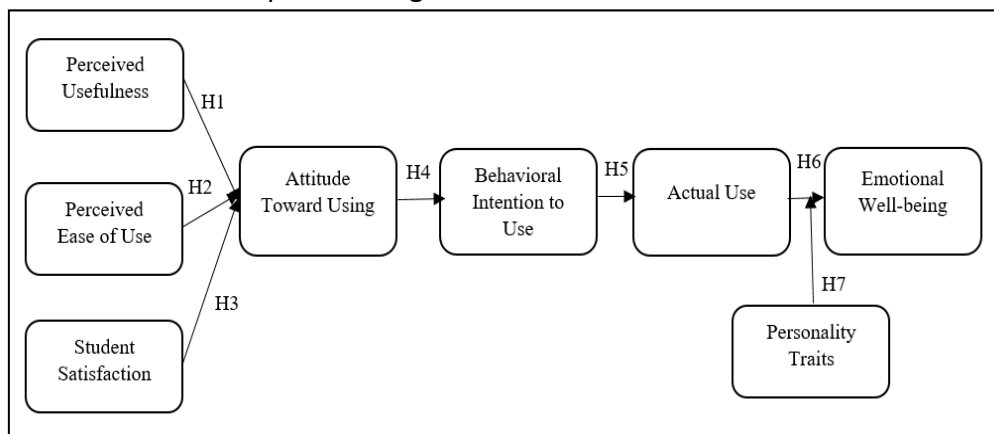 Perceived
Usefulness
H1
Perceived
Ease of Use
H2
Student
Satisfaction
H3
Attitude
Toward Using
H4
Behavioral
Intention to
Use
H5
Actual Use
H6
Emotional
Well-being
H7
Personality
Traits